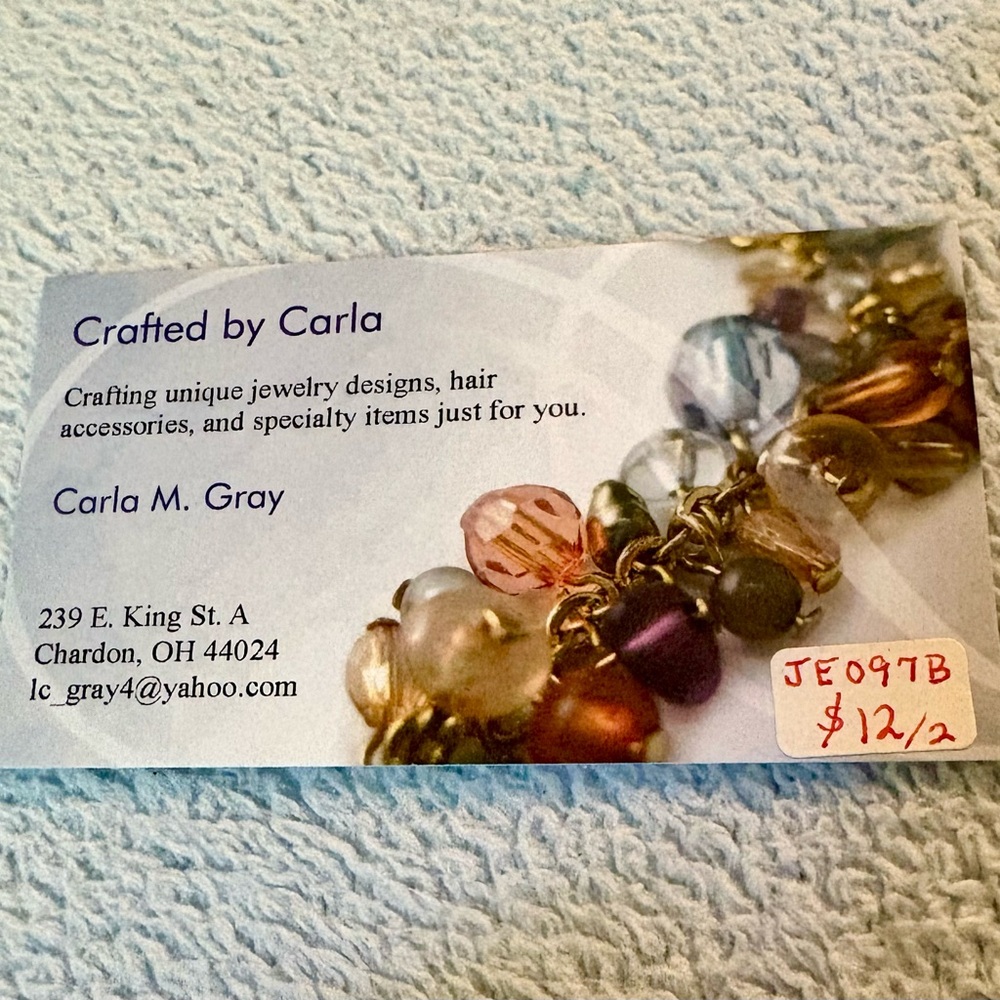 Crafted by Carla
Crafting unique jewelry designs, hair
accessories, and specialty items just for you.
Carla M. Gray
239 E. King St. A
Chardon, OH 44024
lc_gray4@yahoo.com
JE097B
$12/2